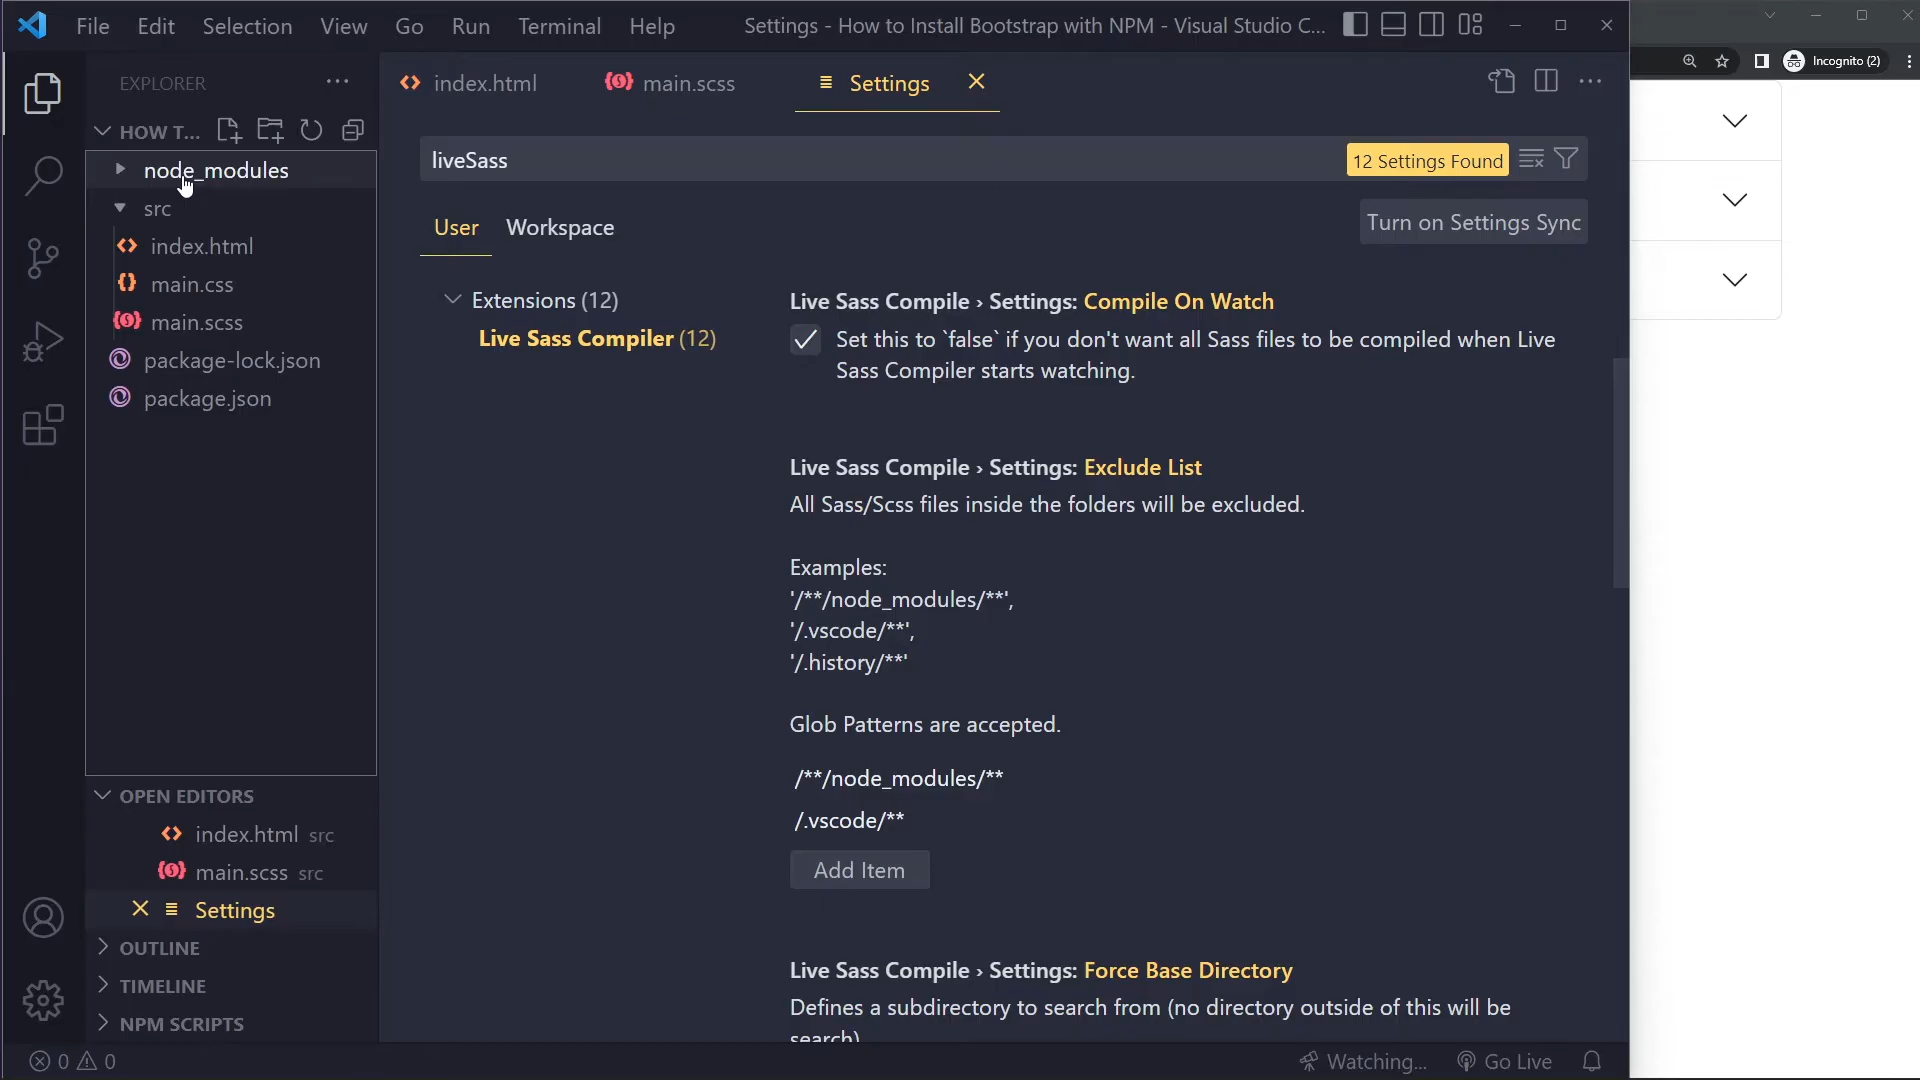 File Edit Selection View Go Run Terminal Help
Settings - How to Install Bootstrap with NPM - Visual Studio C...
Incognito (2)
EXPLORER
HOW T...
node_modules
src
index.html
main.css
main.scss
package-lock.json
package.json
OPEN EDITORS
index.html src
main.scss src
Settings
OUTLINE
TIMELINE
NPM SCRIPTS
index.html
main.scss
Settings
liveSass
12 Settings Found
User
Workspace
Turn on Settings Sync
Extensions (12)
Live Sass Compiler (12)
Live Sass Compile › Settings: Compile On Watch
Set this to `false` if you don't want all Sass files to be compiled when Live
Sass Compiler starts watching.
Live Sass Compile › Settings: Exclude List
All Sass/Scss files inside the folders will be excluded.
Examples:
'/**/node_modules/**',
'/.vscode/**',
'/.history/**'
Glob Patterns are accepted.
/**/node_modules/**
/.vscode/**
Add Item
Live Sass Compile › Settings: Force Base Directory
Defines a subdirectory to search from (no directory outside of this will be
search)
0 0
Watching...
Go Live